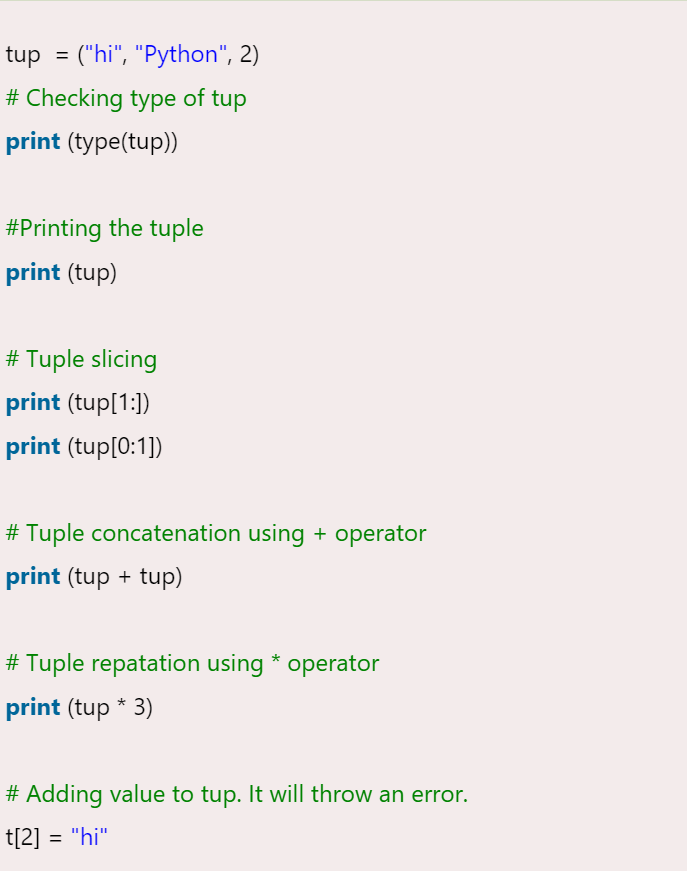 tup  = ("hi", "Python", 2)
# Checking type of tup
print (type(tup))
#Printing the tuple
print (tup)
# Tuple slicing
print (tup[1:])
print (tup[0:1])
# Tuple concatenation using + operator
print (tup + tup)
# Tuple repatation using * operator
print (tup * 3)
# Adding value to tup. It will throw an error.
t[2] = "hi"